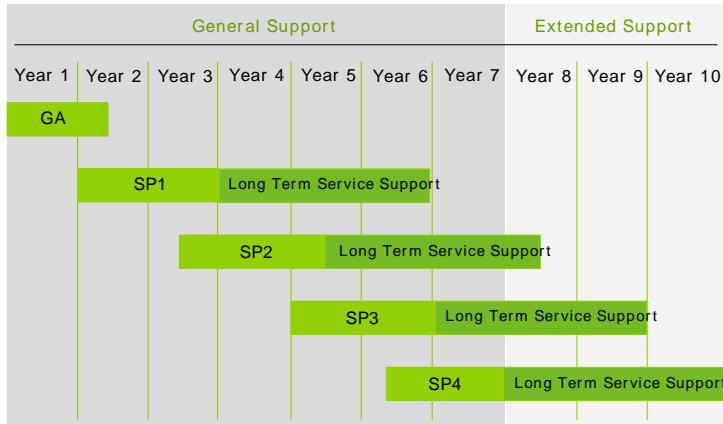 General Support Extended Support
Year 1 Year 2 Year 3 Year 4 Year 5 Year 6 Year 7 Year 8 Year 9 Year 10
GA
SP1 Long Term Service Support
SP2 Long Term Service Support
SP3 Long Term Service Support
SP4 Long Term Service Support